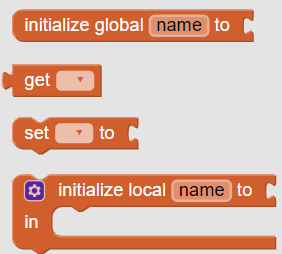 initialize global name to
get
set to
initialize local name to
in